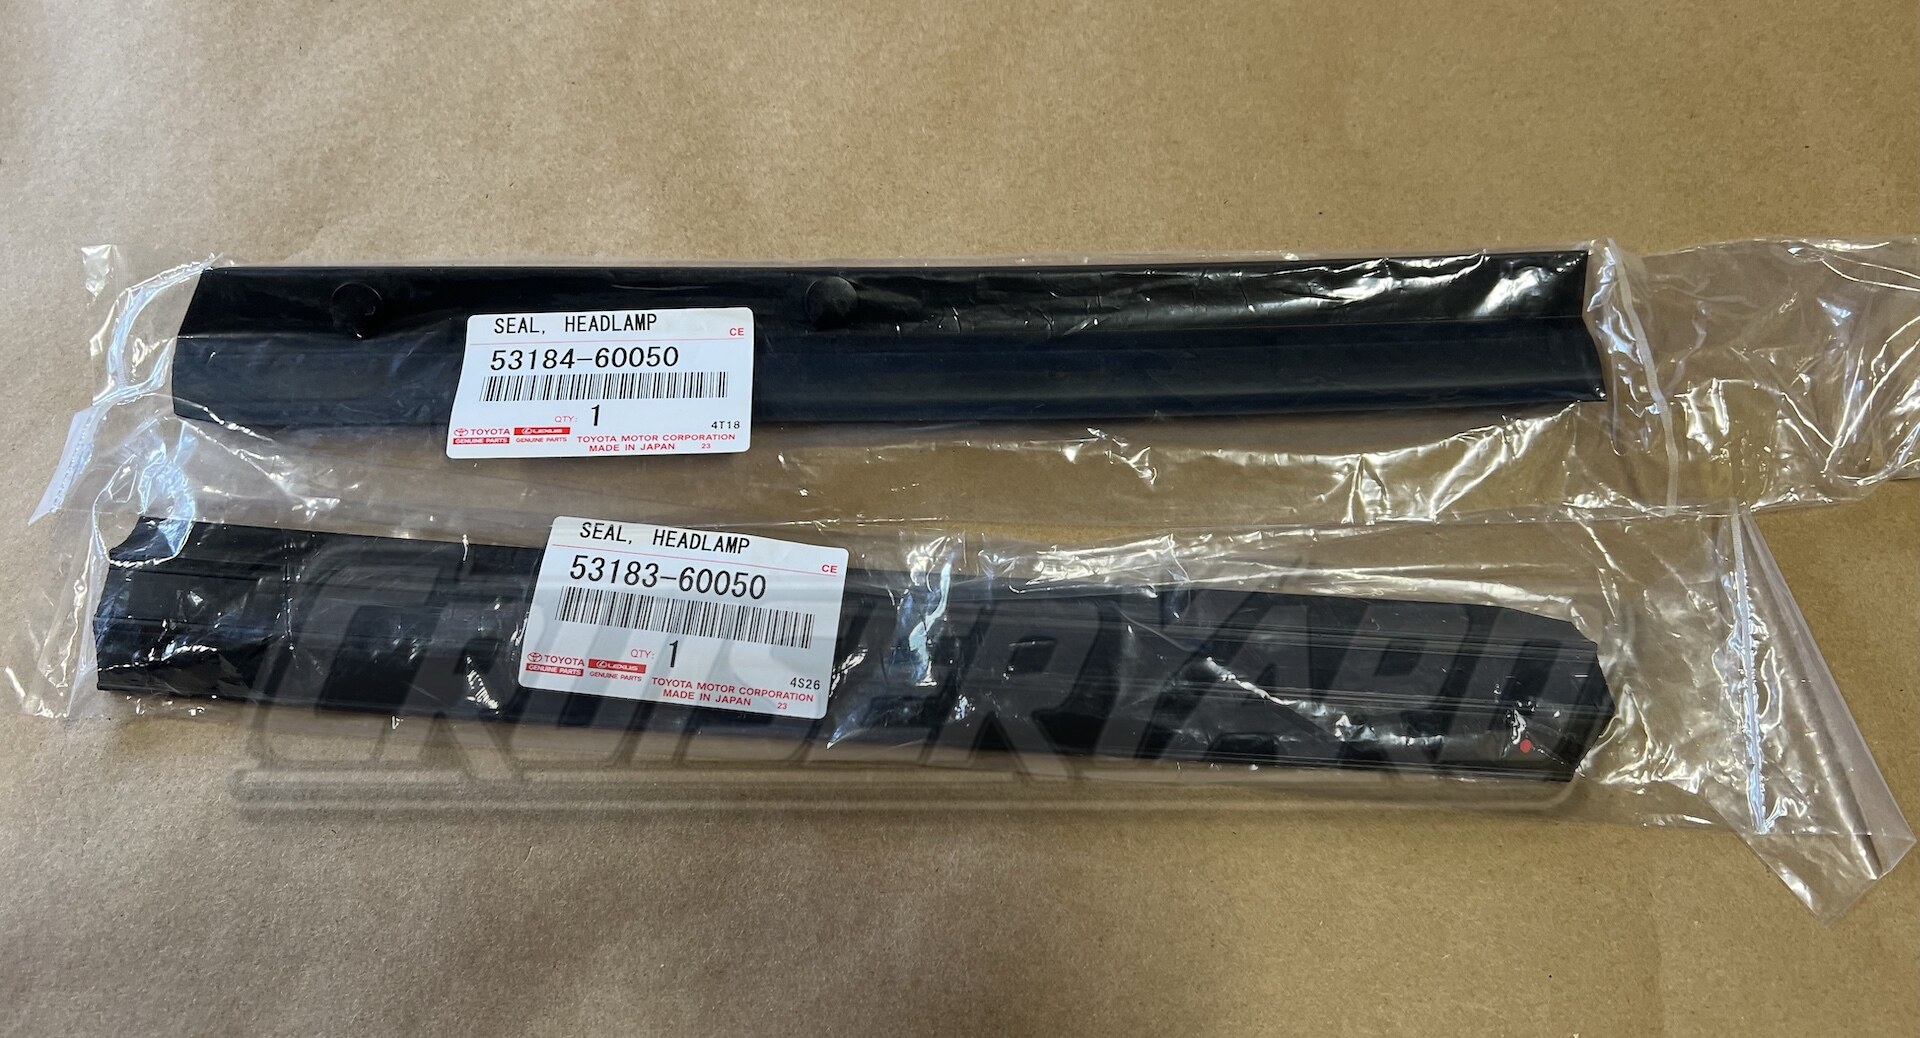 SEAL, HEADLAMP
CE
53184-60050
QTY: 1
4T18
TOYOTA
GENUINE PARTS
LEXUS
GENUINE PARTS
TOYOTA MOTOR CORPORATION
MADE IN JAPAN 23
SEAL, HEADLAMP
CE
53183-60050
QTY: 1
4S26
TOYOTA
GENUINE PARTS
LEXUS
GENUINE PARTS
TOYOTA MOTOR CORPORATION
MADE IN JAPAN 23
CRUISERYARD